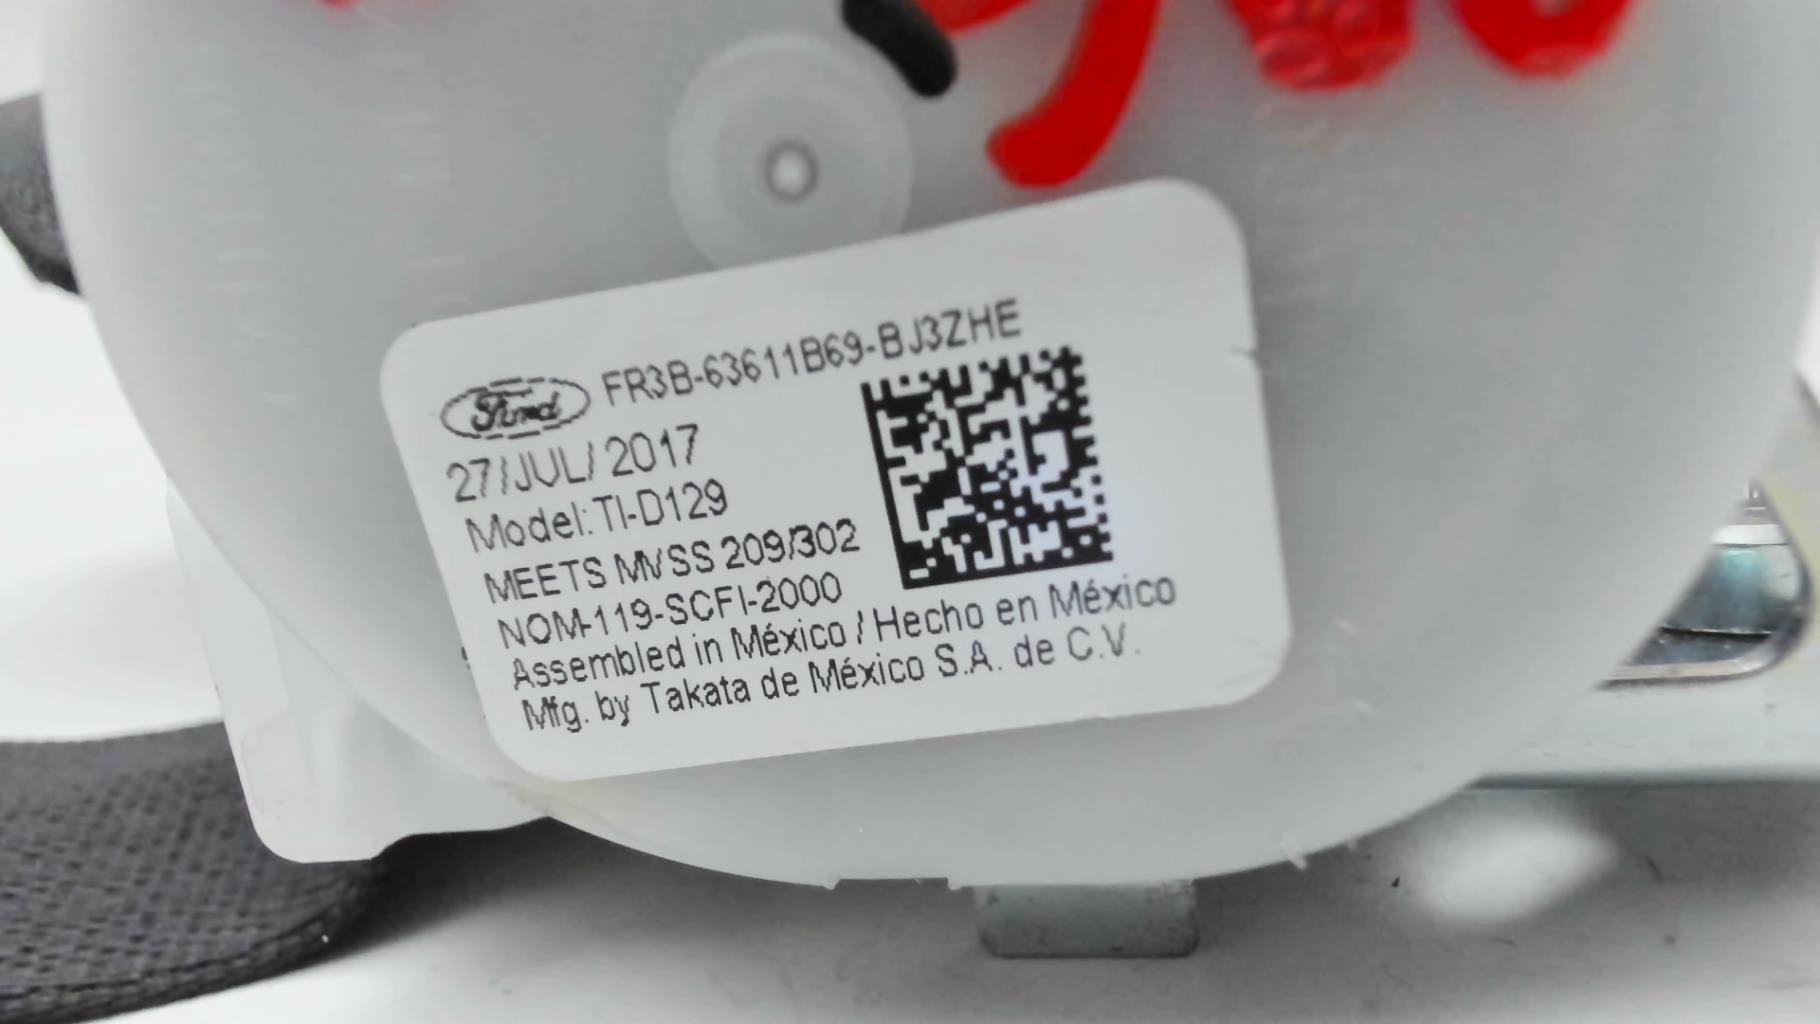 Ford FR3B-63611B69-BJ3ZHE
27/JUL/2017
Model: TI-D129
MEETS MVSS 209/302
NOM-119-SCFI-2000
Assembled in México / Hecho en México
Mfg. by Takata de México S.A. de C.V.